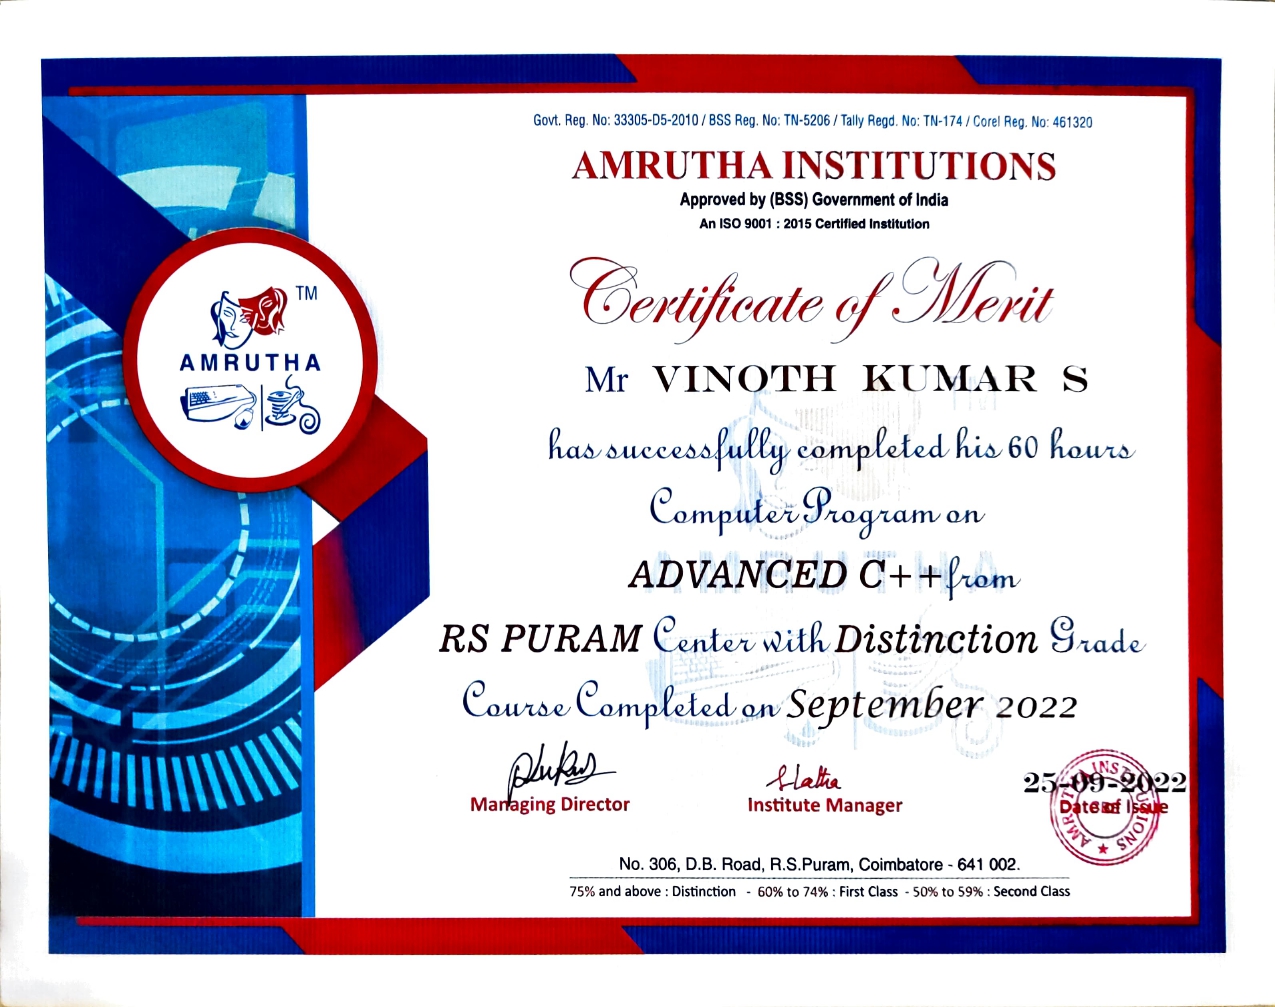 Govt. Reg. No: 33305-D5-2010 / BSS Reg. No: TN-5206 / Tally Regd. No: TN-174 / Corel Reg. No: 461320
AMRUTHA INSTITUTIONS
Approved by (BSS) Government of India
An ISO 9001 : 2015 Certified Institution
TM
AMRUTHA
Certificate of Merit
Mr VINOTH KUMAR S
has successfully completed his 60 hours
Computer Program on
ADVANCED C++ from
RS PURAM Center with Distinction Grade
Course Completed on September 2022
Managing Director
Institute Manager
25-09-2022
Date of Issue
AMRUTHA INSTITUTIONS
No. 306, D.B. Road, R.S.Puram, Coimbatore - 641 002.
75% and above : Distinction - 60% to 74% : First Class - 50% to 59% : Second Class